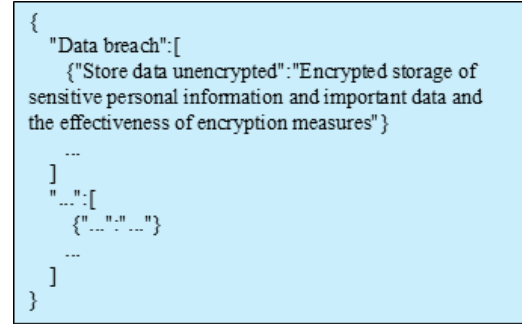 {
"Data breach":[
{"Store data unencrypted":"Encrypted storage of
sensitive personal information and important data and
the effectiveness of encryption measures"}
...
]
"...":[
{"...":"..."}
...
]
}